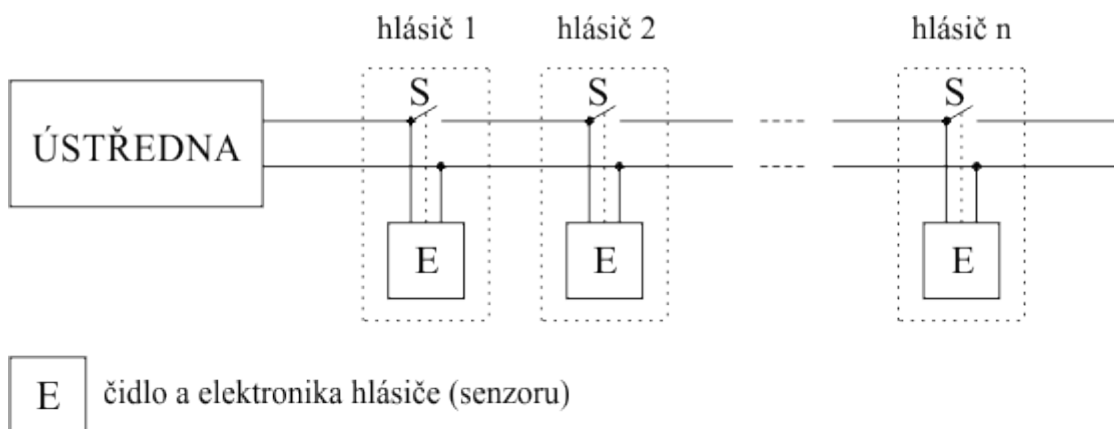 hlásič 1 hlásič 2 hlásič n
S S S
ÚSTŘEDNA
E E E
E čidlo a elektronika hlásiče (senzoru)